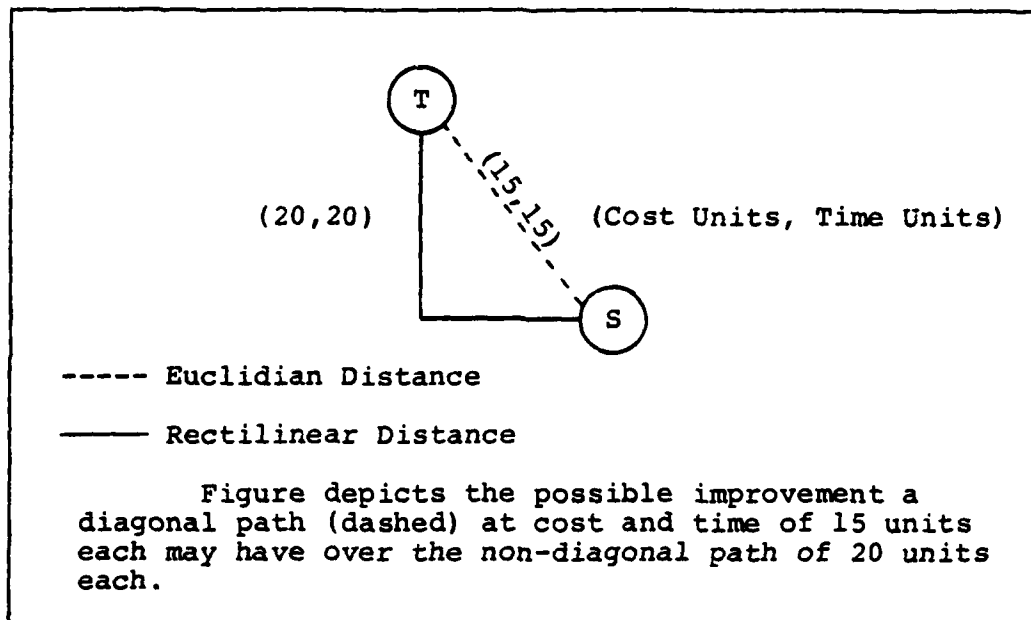 T
(15,15)
(20,20) (Cost Units, Time Units)
S
----- Euclidian Distance
Rectilinear Distance
Figure depicts the possible improvement a
diagonal path (dashed) at cost and time of 15 units
each may have over the non-diagonal path of 20 units
each.